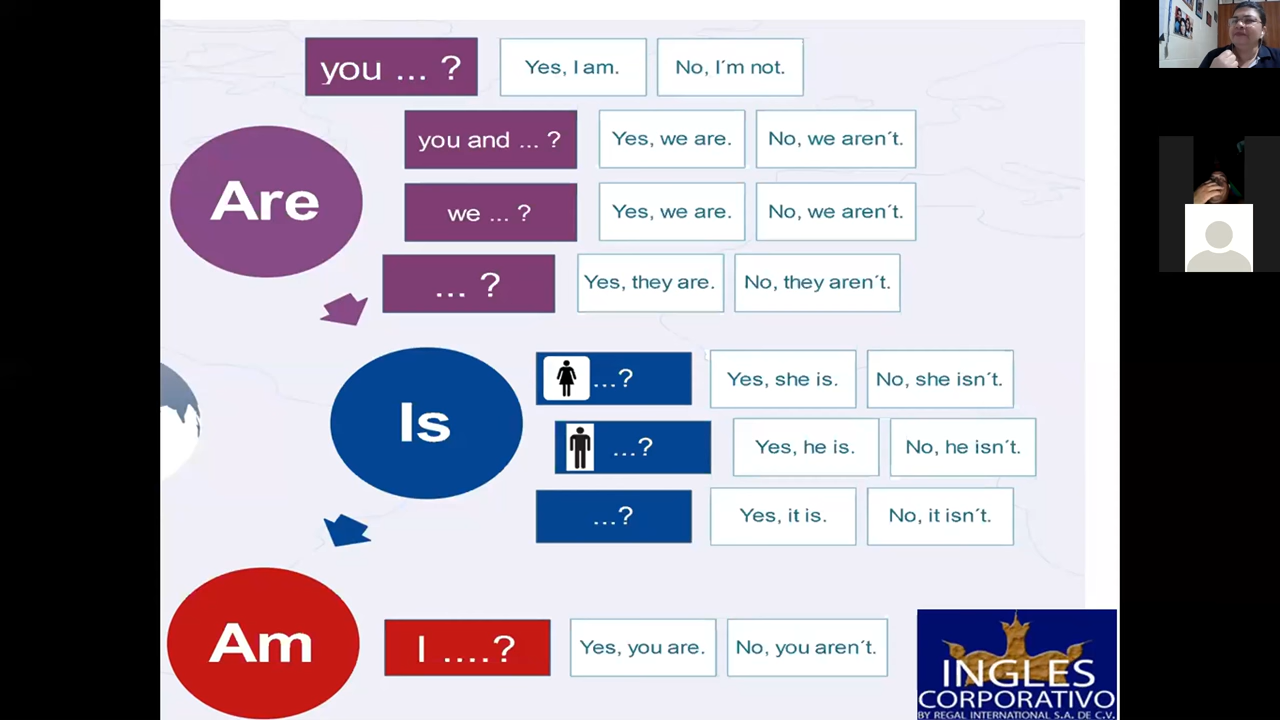 you ... ?
Yes, I am.
No, I´m not.
Are
you and ... ?
Yes, we are.
No, we aren´t.
we ... ?
Yes, we are.
No, we aren´t.
... ?
Yes, they are.
No, they aren´t.
Is
...?
Yes, she is.
No, she isn´t.
...?
Yes, he is.
No, he isn´t.
...?
Yes, it is.
No, it isn´t.
Am
I ....?
Yes, you are.
No, you aren´t.
INGLES
CORPORATIVO
BY REGAL INTERNATIONAL S.A. DE C.V.